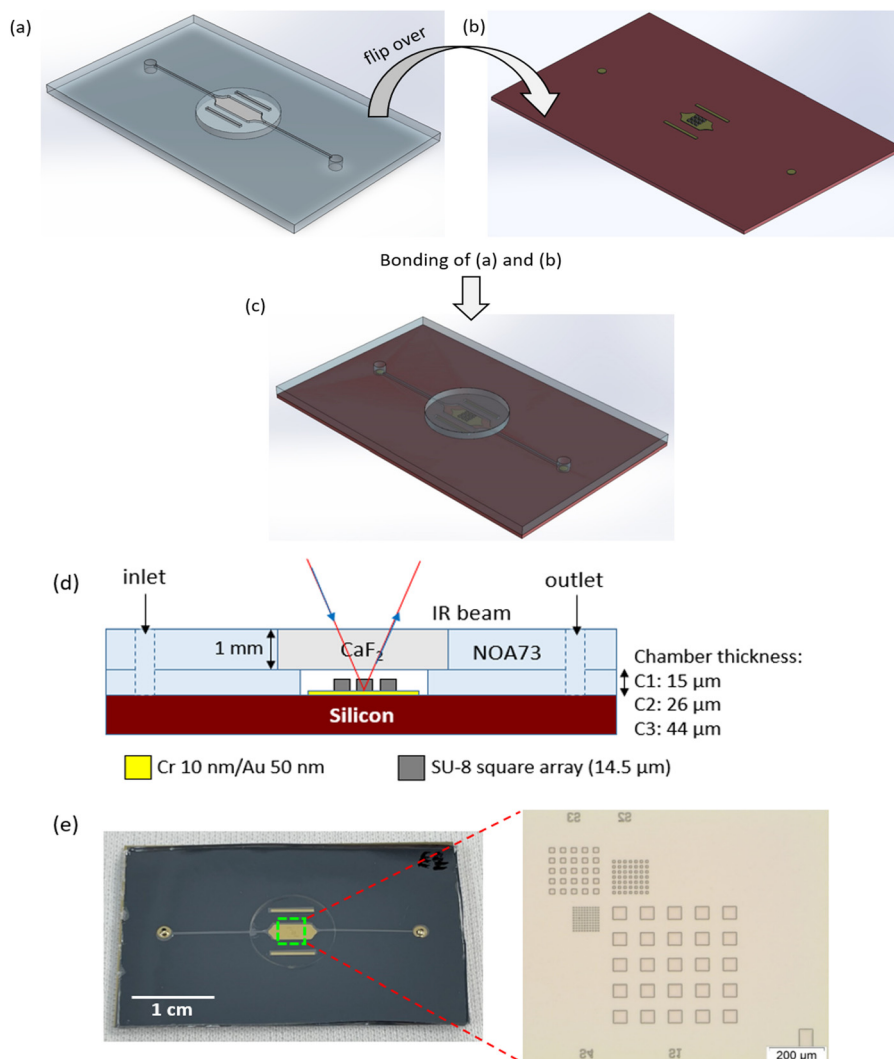 (a)
flip over
(b)
Bonding of (a) and (b)
(c)
(d)
inlet
outlet
IR beam
1 mm
CaF₂
NOA73
Chamber thickness:
C1: 15 µm
C2: 26 µm
C3: 44 µm
Silicon
Cr 10 nm/Au 50 nm
SU-8 square array (14.5 µm)
(e)
1 cm
S3
S2
S4
S1
200 µm